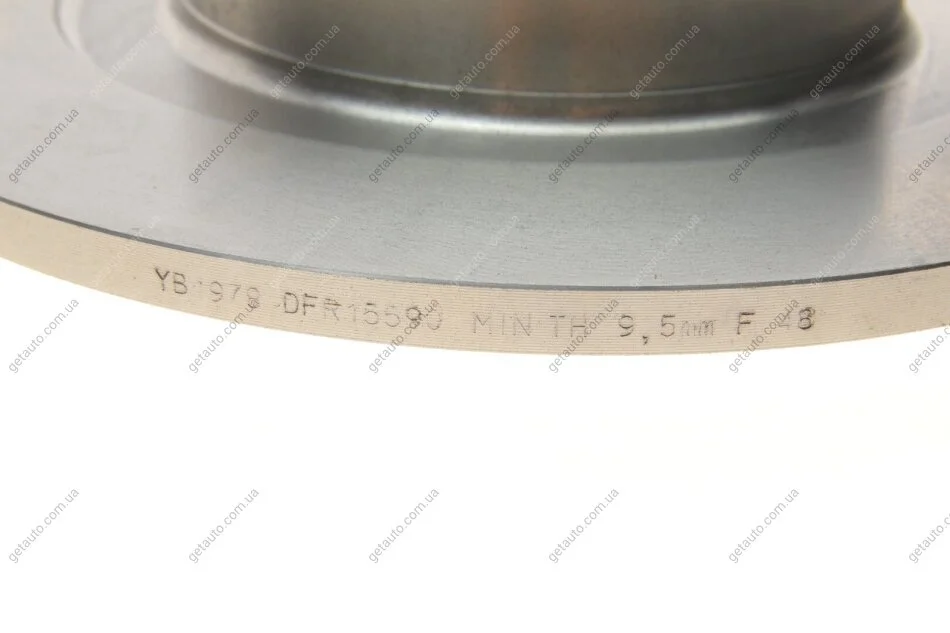 YB 979 DFR15590 MIN TH 9,5mm F 48
getauto.com.ua